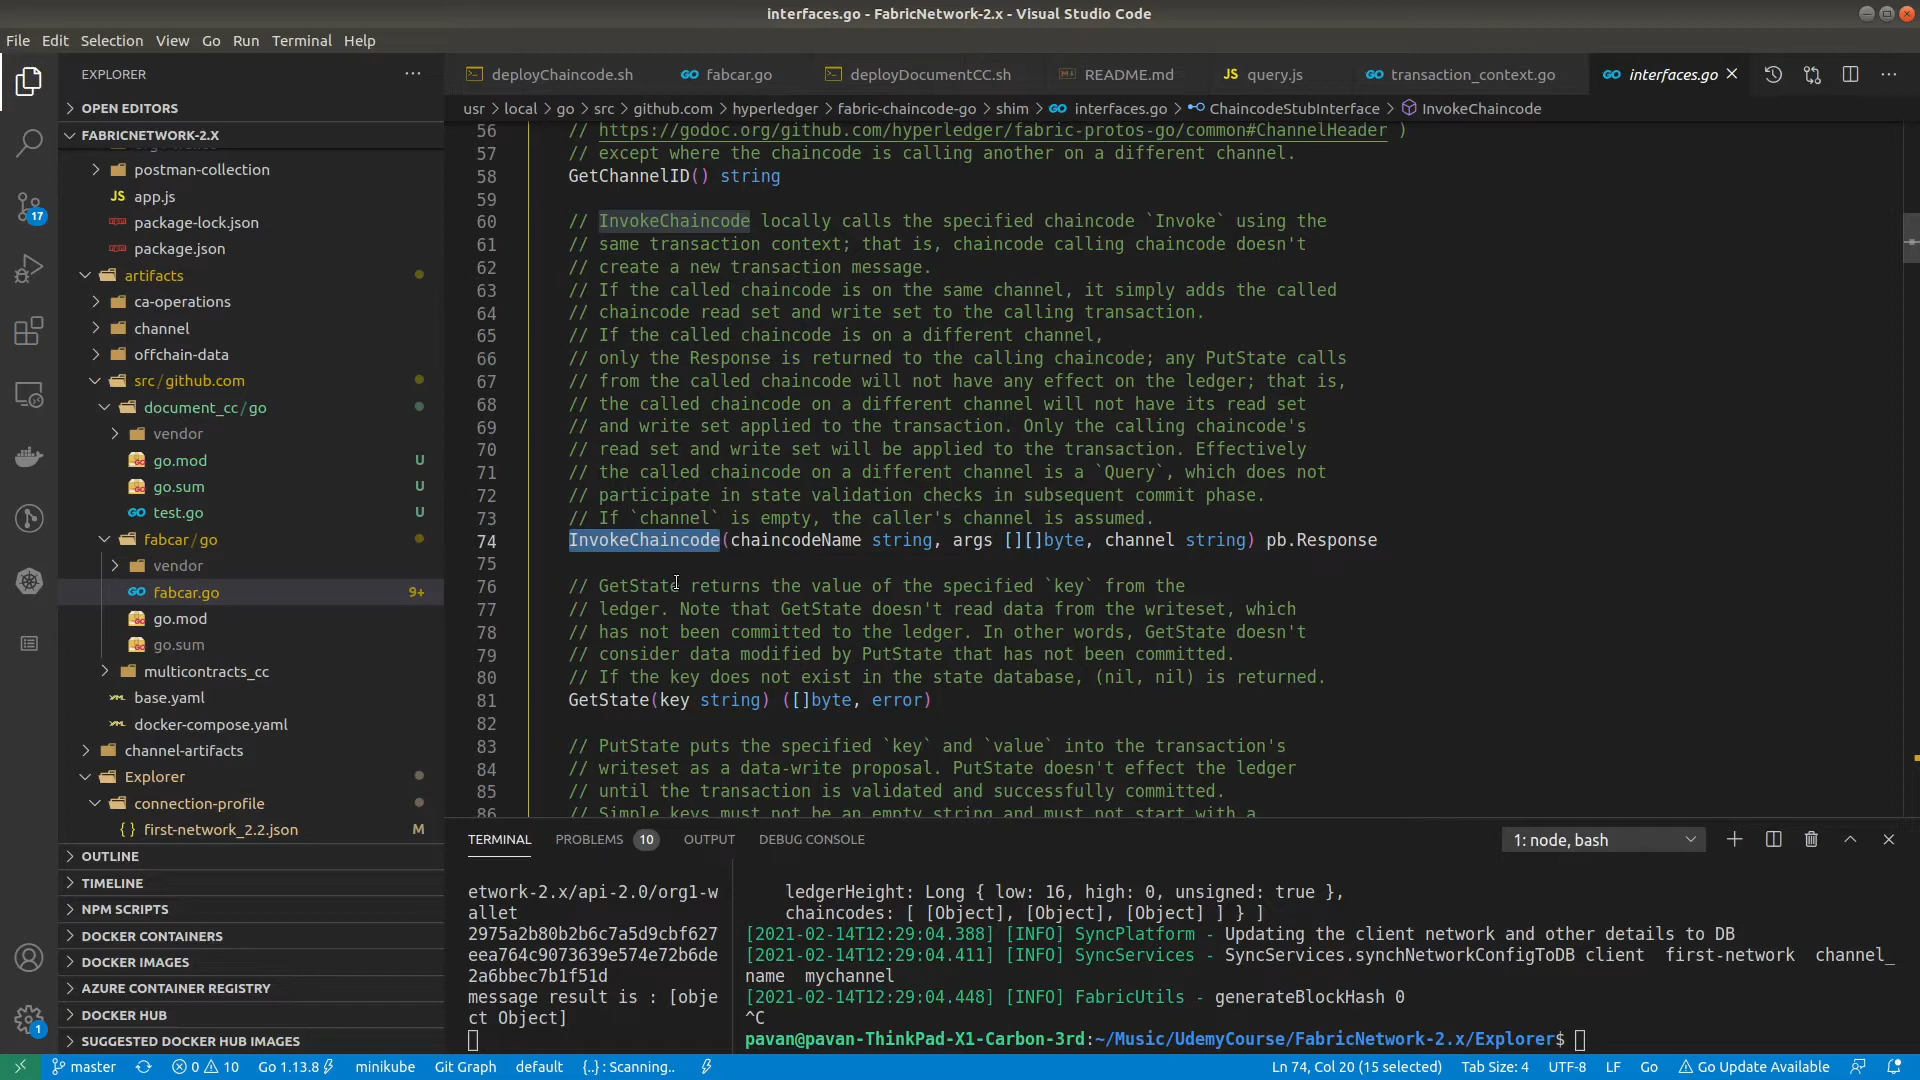 interfaces.go - FabricNetwork-2.x - Visual Studio Code
File Edit Selection View Go Run Terminal Help
EXPLORER
OPEN EDITORS
FABRICNETWORK-2.X
postman-collection
JS app.js
package-lock.json
package.json
artifacts
ca-operations
channel
offchain-data
src/github.com
document_cc/go
vendor
go.mod U
go.sum U
GO test.go U
fabcar/go
vendor
GO fabcar.go 9+
go.mod
go.sum
multicontracts_cc
base.yaml
docker-compose.yaml
channel-artifacts
Explorer
connection-profile
{ } first-network_2.2.json M
OUTLINE
TIMELINE
NPM SCRIPTS
DOCKER CONTAINERS
DOCKER IMAGES
AZURE CONTAINER REGISTRY
DOCKER HUB
SUGGESTED DOCKER HUB IMAGES
17
1
deployChaincode.sh GO fabcar.go deployDocumentCC.sh README.md JS query.js GO transaction_context.go GO interfaces.go
usr > local > go > src > github.com > hyperledger > fabric-chaincode-go > shim > GO interfaces.go > ChaincodeStubInterface > InvokeChaincode
56 // https://godoc.org/github.com/hyperledger/fabric-protos-go/common#ChannelHeader )
57 // except where the chaincode is calling another on a different channel.
58 GetChannelID() string
59
60 // InvokeChaincode locally calls the specified chaincode `Invoke` using the
61 // same transaction context; that is, chaincode calling chaincode doesn't
62 // create a new transaction message.
63 // If the called chaincode is on the same channel, it simply adds the called
64 // chaincode read set and write set to the calling transaction.
65 // If the called chaincode is on a different channel,
66 // only the Response is returned to the calling chaincode; any PutState calls
67 // from the called chaincode will not have any effect on the ledger; that is,
68 // the called chaincode on a different channel will not have its read set
69 // and write set applied to the transaction. Only the calling chaincode's
70 // read set and write set will be applied to the transaction. Effectively
71 // the called chaincode on a different channel is a `Query`, which does not
72 // participate in state validation checks in subsequent commit phase.
73 // If `channel` is empty, the caller's channel is assumed.
74 InvokeChaincode(chaincodeName string, args [][]byte, channel string) pb.Response
75
76 // GetState returns the value of the specified `key` from the
77 // ledger. Note that GetState doesn't read data from the writeset, which
78 // has not been committed to the ledger. In other words, GetState doesn't
79 // consider data modified by PutState that has not been committed.
80 // If the key does not exist in the state database, (nil, nil) is returned.
81 GetState(key string) ([]byte, error)
82
83 // PutState puts the specified `key` and `value` into the transaction's
84 // writeset as a data-write proposal. PutState doesn't effect the ledger
85 // until the transaction is validated and successfully committed.
86 // Simple keys must not be an empty string and must not start with a
TERMINAL PROBLEMS 10 OUTPUT DEBUG CONSOLE 1: node, bash
etwork-2.x/api-2.0/org1-w
allet
2975a2b80b2b6c7a5d9cbf627
eea764c9073639e574e72b6de
2a6bbec7b1f51d
message result is : [obje
ct Object]
ledgerHeight: Long { low: 16, high: 0, unsigned: true },
chaincodes: [ [Object], [Object], [Object] ] } ]
[2021-02-14T12:29:04.388] [INFO] SyncPlatform - Updating the client network and other details to DB
[2021-02-14T12:29:04.411] [INFO] SyncServices - SyncServices.synchNetworkConfigToDB client first-network channel_
name mychannel
[2021-02-14T12:29:04.448] [INFO] FabricUtils - generateBlockHash 0
^C
pavan@pavan-ThinkPad-X1-Carbon-3rd:~/Music/UdemyCourse/FabricNetwork-2.x/Explorer$
master 0 10 Go 1.13.8 minikube Git Graph default {..} : Scanning.. Ln 74, Col 20 (15 selected) Tab Size: 4 UTF-8 LF Go Go Update Available